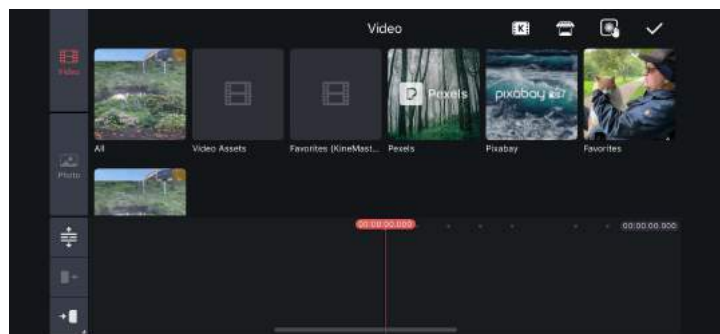 Video
K
Video
Pexels
pixabay
All
Video Assets
Favorites (KineMast...
Pexels
Pixabay
Favorites
Photo
00:00:00.000
00:00:00.000